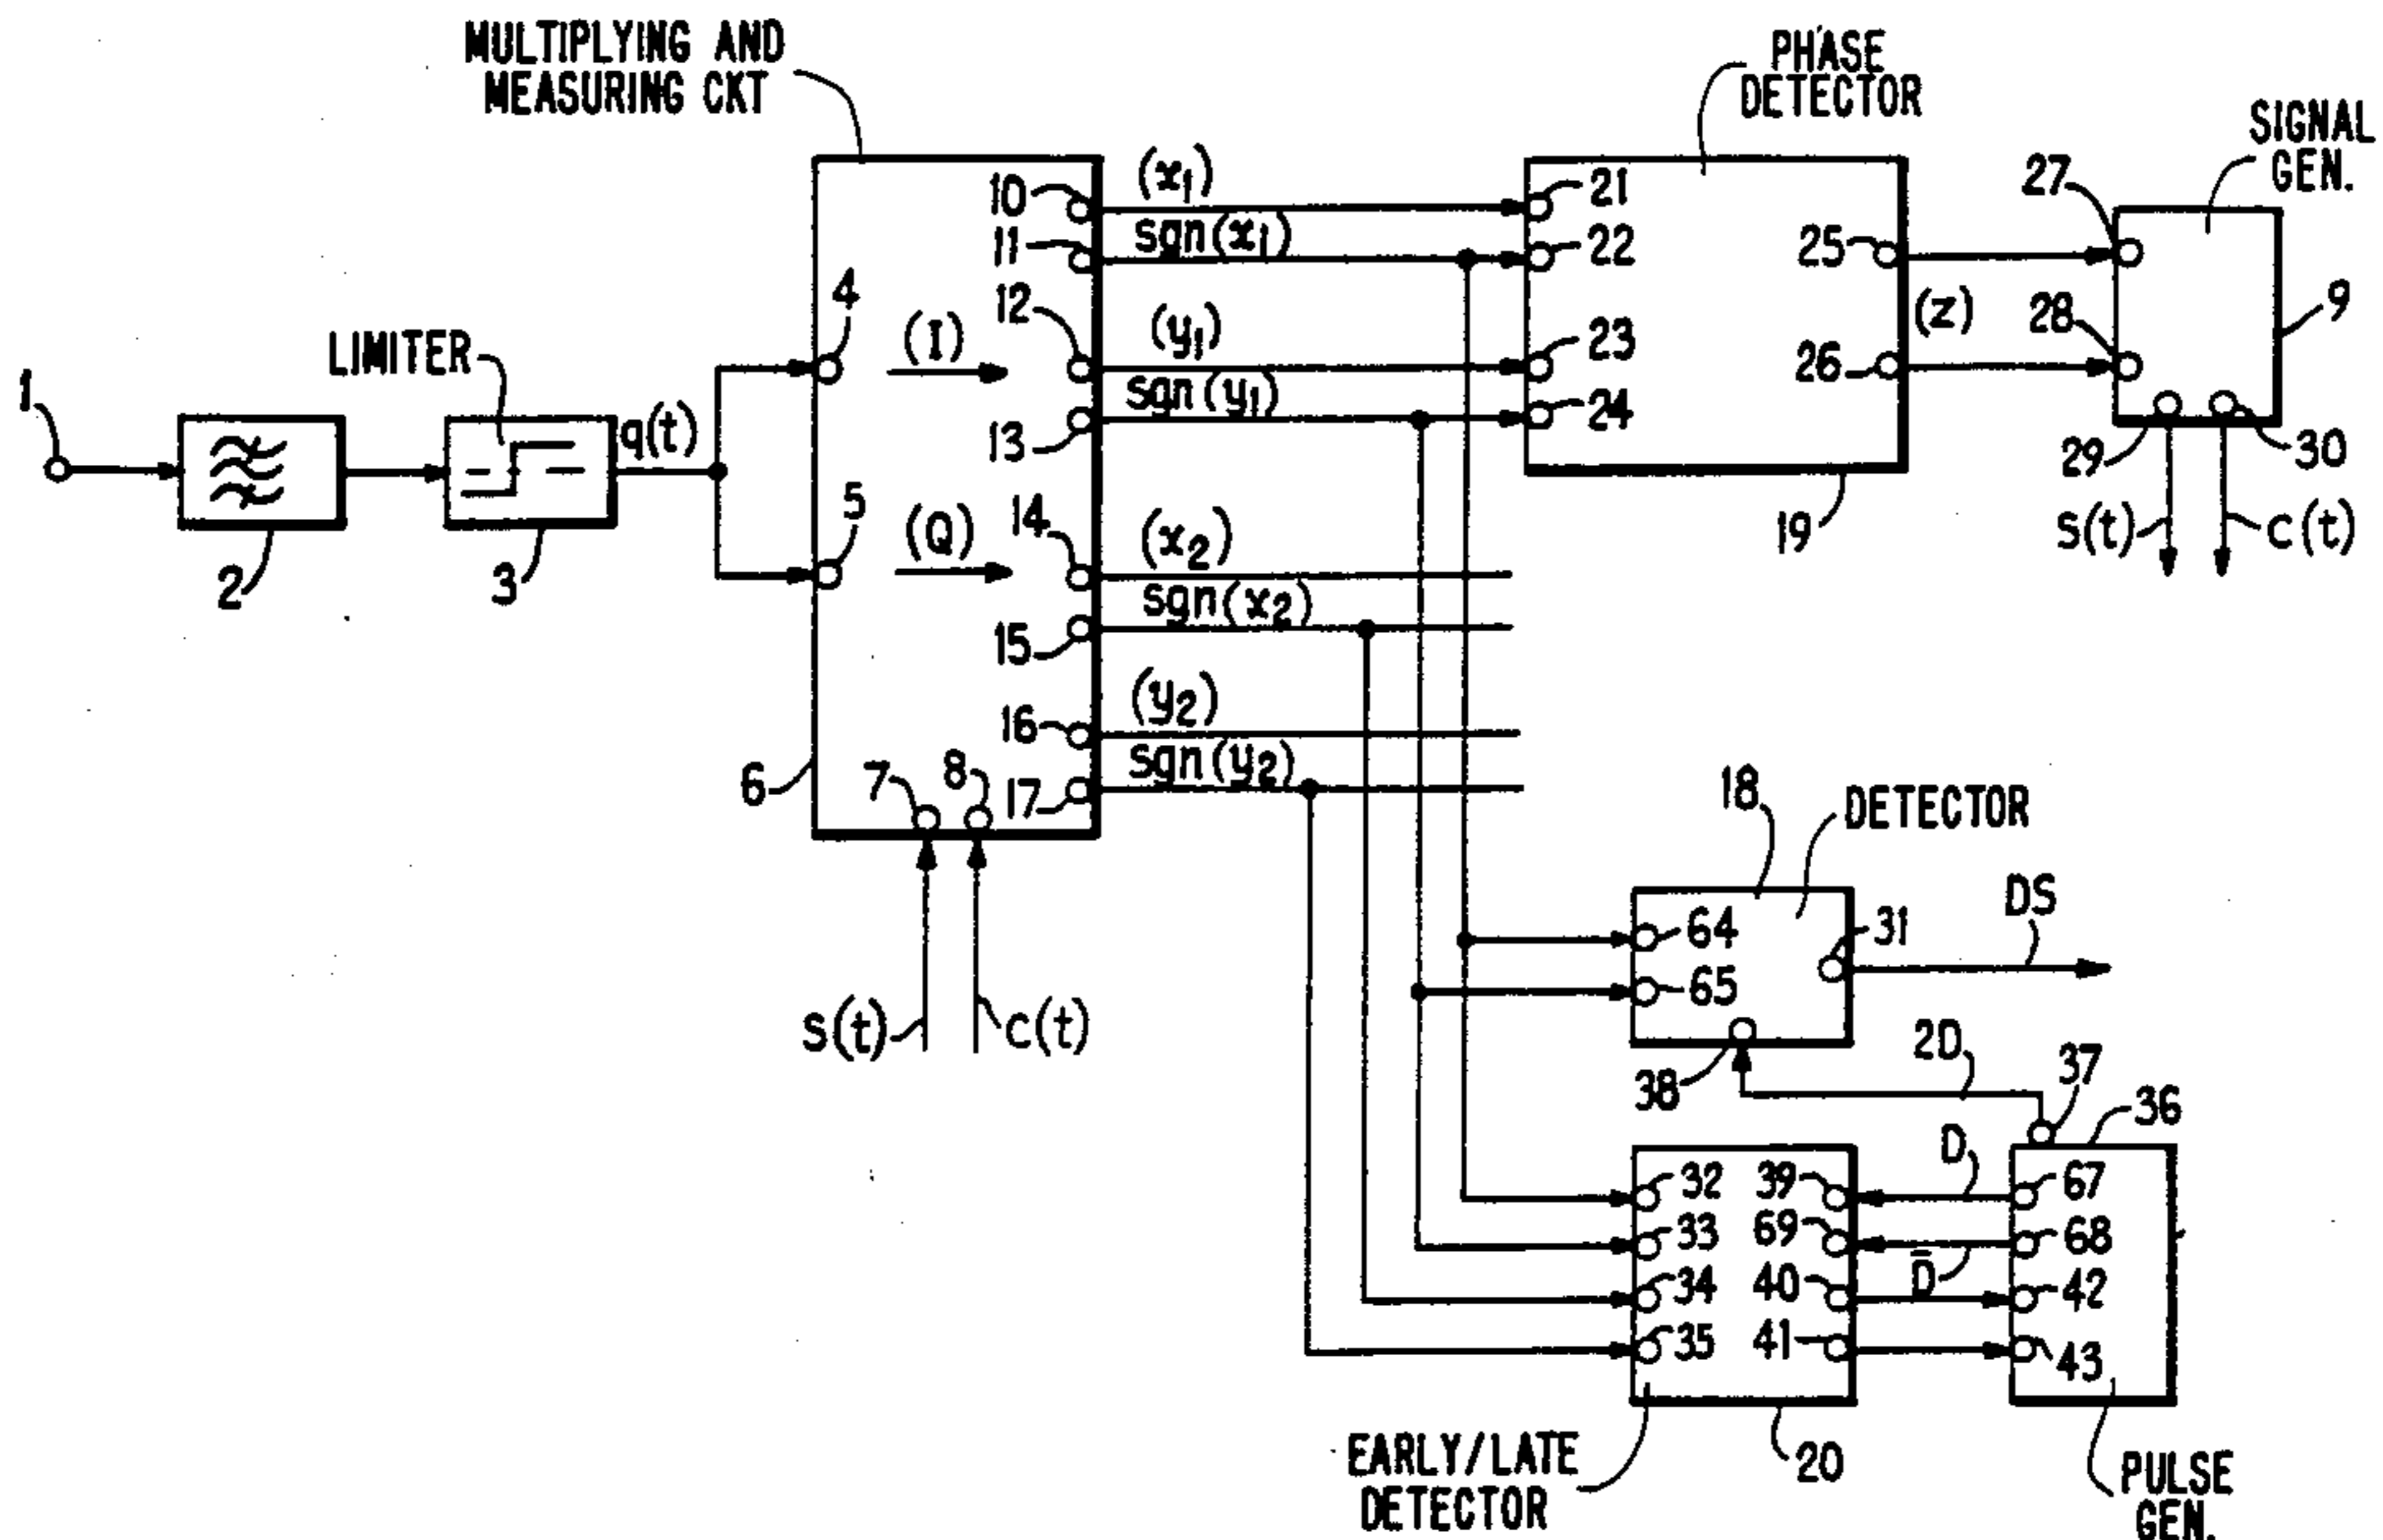 MULTIPLYING AND
MEASURING CKT
PHASE
DETECTOR
SIGNAL
GEN.
LIMITER
1
2
3
q(t)
4
5
(I)
(Q)
6
7
8
S(t)
C(t)
10
11
12
13
14
15
16
17
(x1)
sgn(x1)
(y1)
sgn(y1)
(x2)
sgn(x2)
(y2)
sgn(y2)
21
22
23
24
25
26
19
(z)
27
28
9
29
30
S(t)
C(t)
18
DETECTOR
64
65
31
DS
38
2D
37
36
32
33
34
35
39
69
40
41
D
D̅
67
68
42
43
EARLY/LATE
DETECTOR
20
PULSE
GEN.